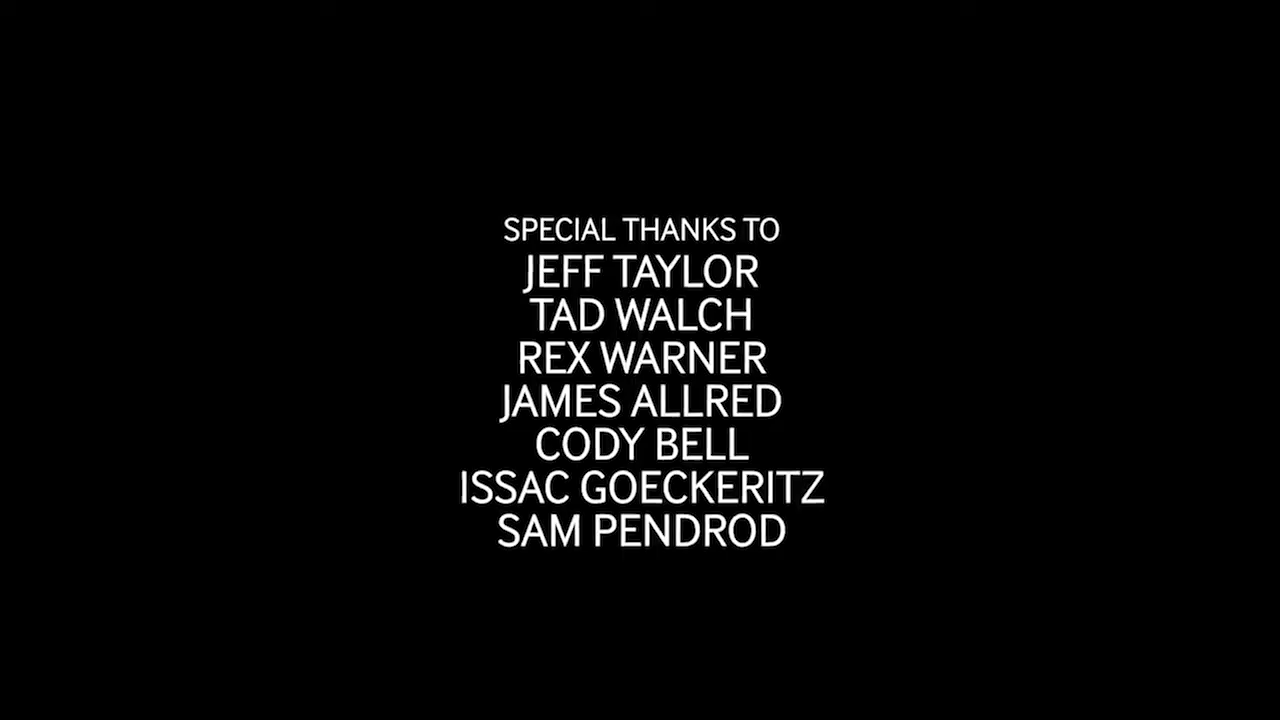 SPECIAL THANKS TO
JEFF TAYLOR
TAD WALCH
REX WARNER
JAMES ALLRED
CODY BELL
ISSAC GOECKERITZ
SAM PENDROD